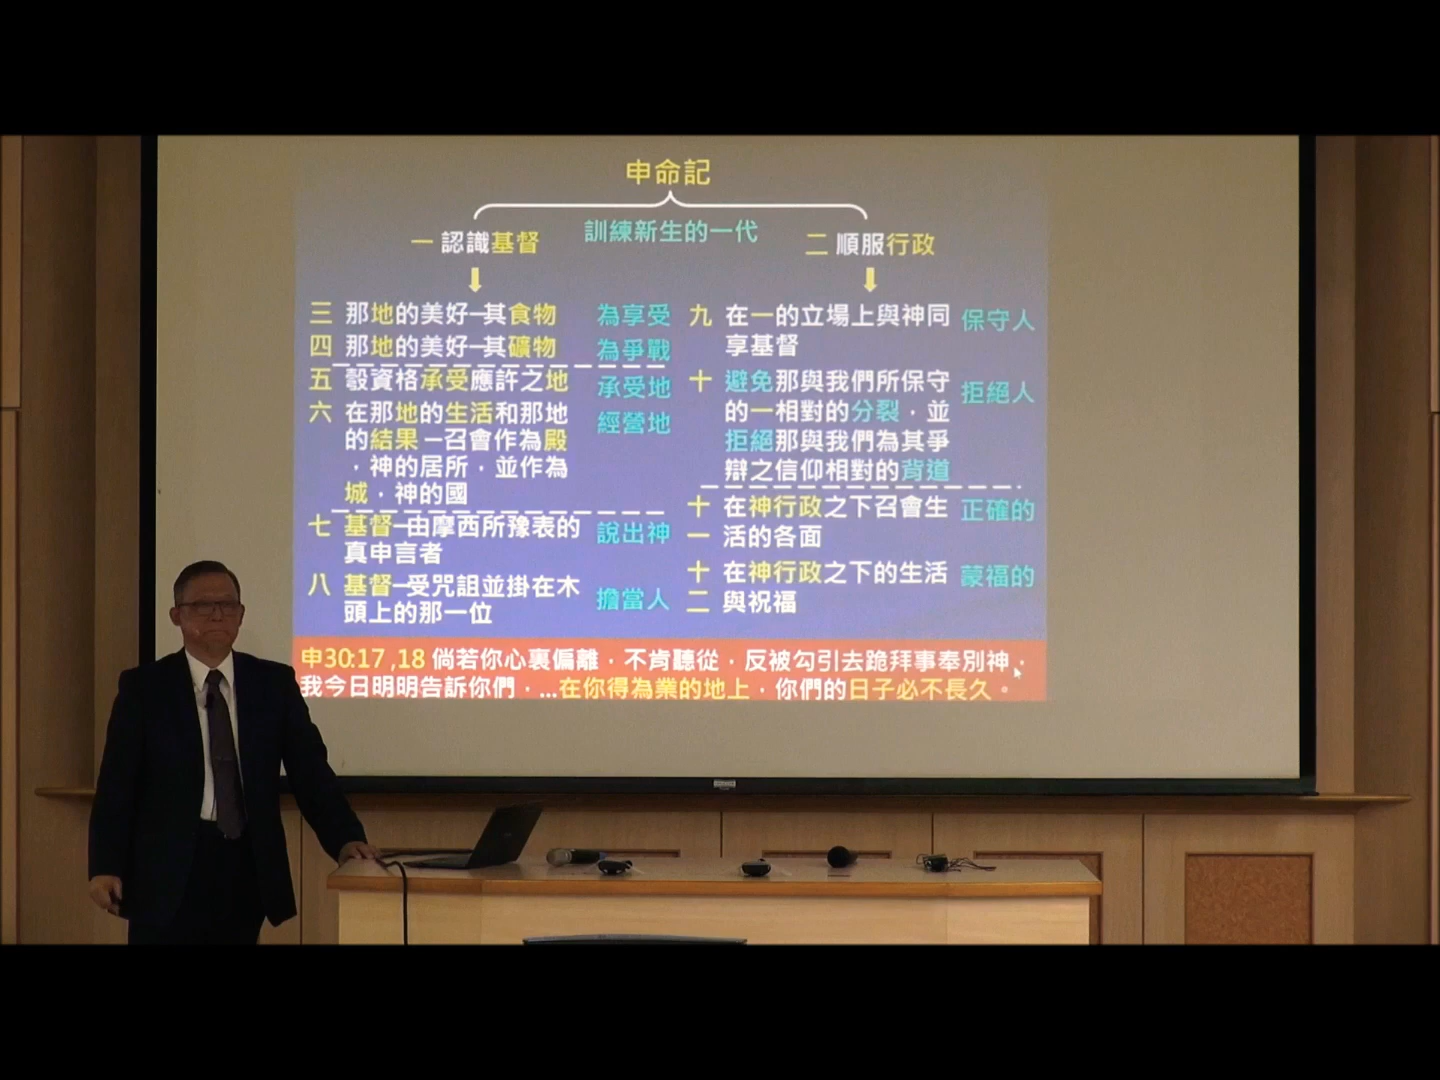 申命記
訓練新生的一代
一 認識基督
二 順服行政
三 那地的美好—其食物 為享受
四 那地的美好—其礦物 為爭戰
五 彀資格承受應許之地 承受地
六 在那地的生活和那地 經營地
的結果—召會作為殿
，神的居所，並作為
城，神的國
七 基督—由摩西所豫表的 說出神
真申言者
八 基督—受咒詛並掛在木 擔當人
頭上的那一位
九 在一的立場上與神同 保守人
享基督
十 避免那與我們所保守 拒絕人
的一相對的分裂，並
拒絕那與我們為其爭
辯之信仰相對的背道
十一 在神行政之下召會生 正確的
活的各面
十二 在神行政之下的生活 蒙福的
與祝福
申30:17,18 倘若你心裏偏離，不肯聽從，反被勾引去跪拜事奉別神，
我今日明明告訴你們，…在你得為業的地上，你們的日子必不長久。